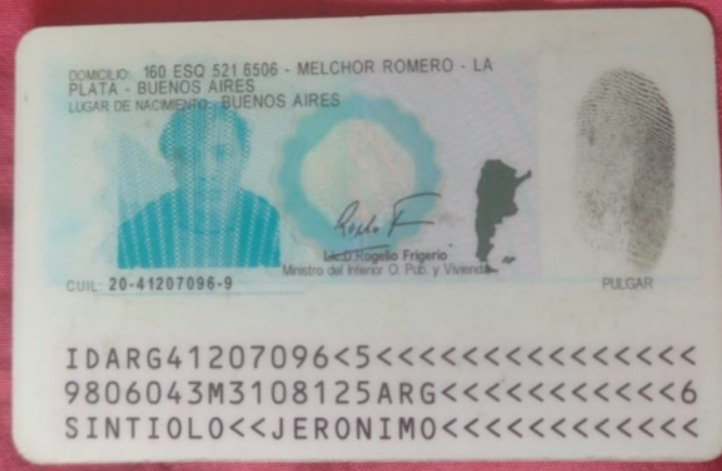 DOMICILIO: 160 ESQ 521 6506 - MELCHOR ROMERO - LA
PLATA - BUENOS AIRES
LUGAR DE NACIMIENTO: BUENOS AIRES
Lic.D.Rogelio Frigerio
Ministro del Interior O. Pub. y Vivienda
CUIL: 20-41207096-9
PULGAR
IDARG41207096<5<<<<<<<<<<<<<<<
9806043M3108125ARG<<<<<<<<<<<6
SINTIOLO<<JERONIMO<<<<<<<<<<<<